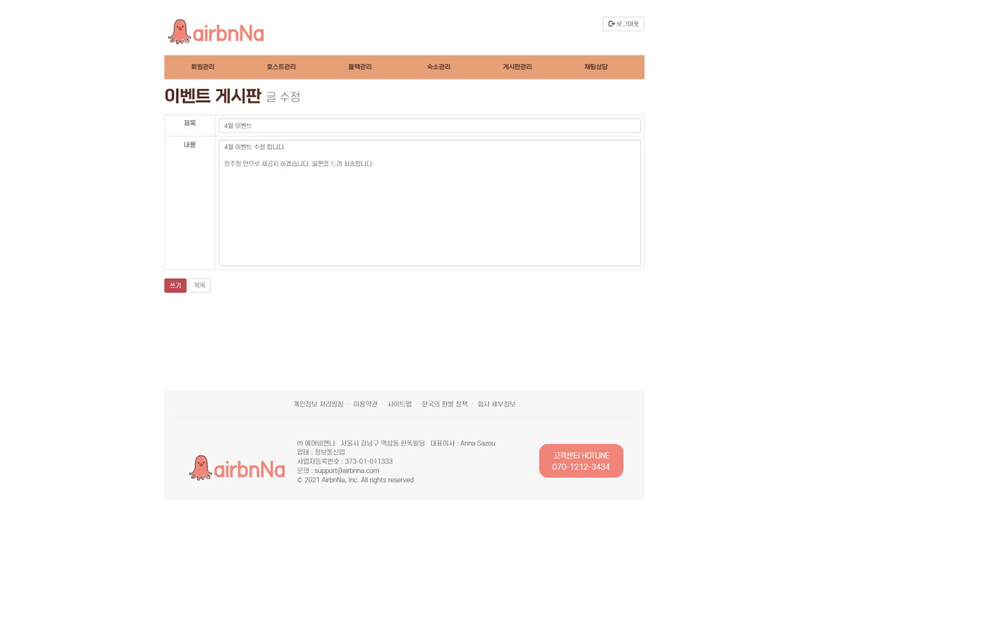 airbnNa
로그아웃
회원관리 호스트관리 블랙관리 숙소관리 게시판관리 채팅상담
이벤트 게시판 글 수정
제목
4월 이벤트
내용
4월 이벤트 수정 합니다.
일주일 안으로 재공지 하겠습니다. 불편을 드려 죄송합니다.
쓰기 목록
개인정보 처리방침 · 이용약관 · 사이트맵 · 한국의 환불 정책 · 회사 세부정보
airbnNa
㈜ 에어비앤나 서울시 강남구 역삼동 한독빌딩 대표이사 : Anna Sazou
업태 : 정보통신업
사업자등록번호 : 373-01-011333
문의 : support@airbnna.com
© 2021 AirbnNa, Inc. All rights reserved
고객센터 HOTLINE
070-1212-3434